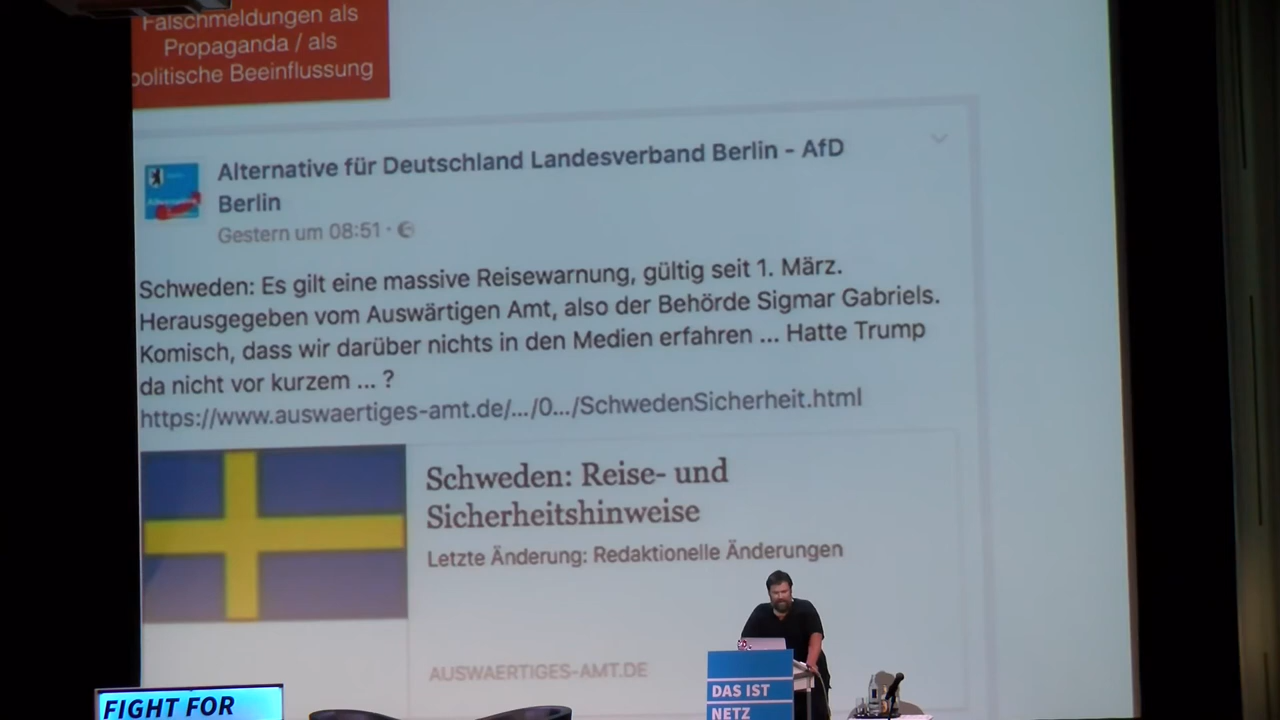 Falschmeldungen als
Propaganda / als
politische Beeinflussung
Alternative für Deutschland Landesverband Berlin - AfD
Berlin
Gestern um 08:51 ·
Schweden: Es gilt eine massive Reisewarnung, gültig seit 1. März.
Herausgegeben vom Auswärtigen Amt, also der Behörde Sigmar Gabriels.
Komisch, dass wir darüber nichts in den Medien erfahren ... Hatte Trump
da nicht vor kurzem ... ?
https://www.auswaertiges-amt.de/.../0.../SchwedenSicherheit.html
Schweden: Reise- und
Sicherheitshinweise
Letzte Änderung: Redaktionelle Änderungen
AUSWAERTIGES-AMT.DE
DAS IST
NETZ
FIGHT FOR